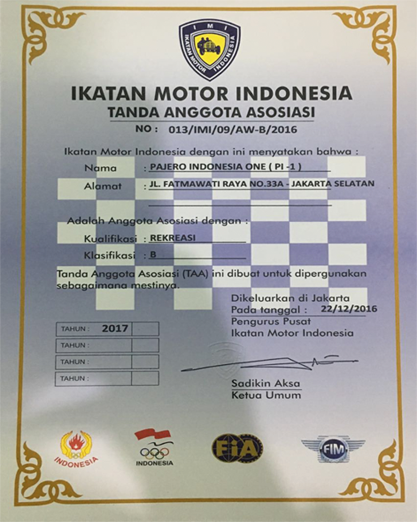 IMI
IKATAN MOTOR INDONESIA
IKATAN MOTOR INDONESIA
TANDA ANGGOTA ASOSIASI
NO : 013/IMI/09/AW-B/2016
Ikatan Motor Indonesia dengan ini menyatakan bahwa :
Nama : PAJERO INDONESIA ONE ( PI -1 )
Alamat : JL. FATMAWATI RAYA NO.33A - JAKARTA SELATAN
Adalah Anggota Asosiasi dengan :
Kualifikasi : REKREASI
Klasifikasi : B
Tanda Anggota Asosiasi (TAA) ini dibuat untuk dipergunakan
sebagaimana mestinya.
Dikeluarkan di Jakarta
Pada tanggal : 22/12/2016
Pengurus Pusat
Ikatan Motor Indonesia
TAHUN : 2017
TAHUN :
TAHUN :
TAHUN :
Sadikin Aksa
Ketua Umum
INDONESIA
INDONESIA
FiA
FIM